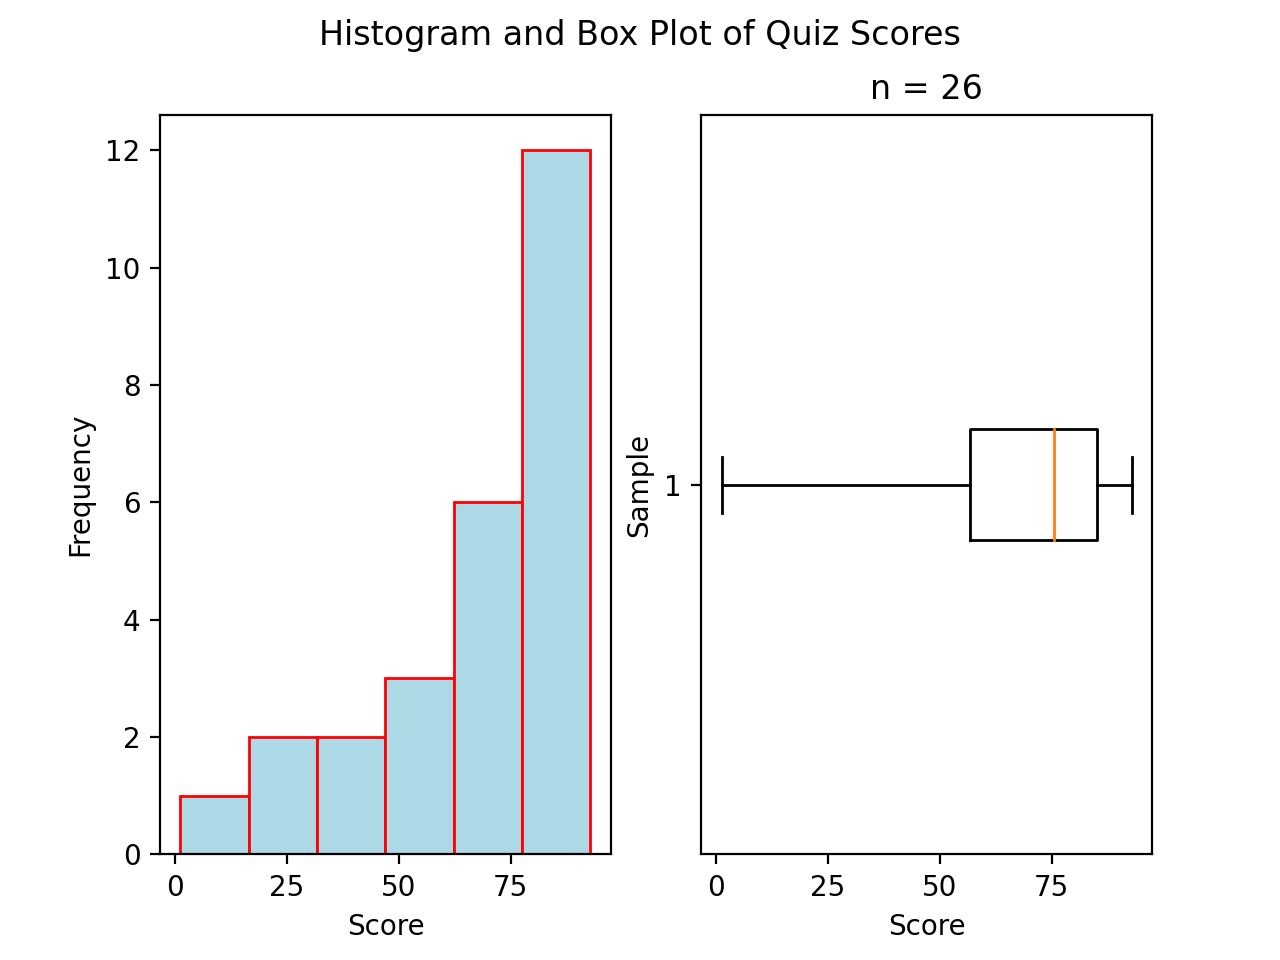 Histogram and Box Plot of Quiz Scores
12
10
8
6
4
2
0
Frequency
0 25 50 75
Score
n = 26
Sample
1
0 25 50 75
Score